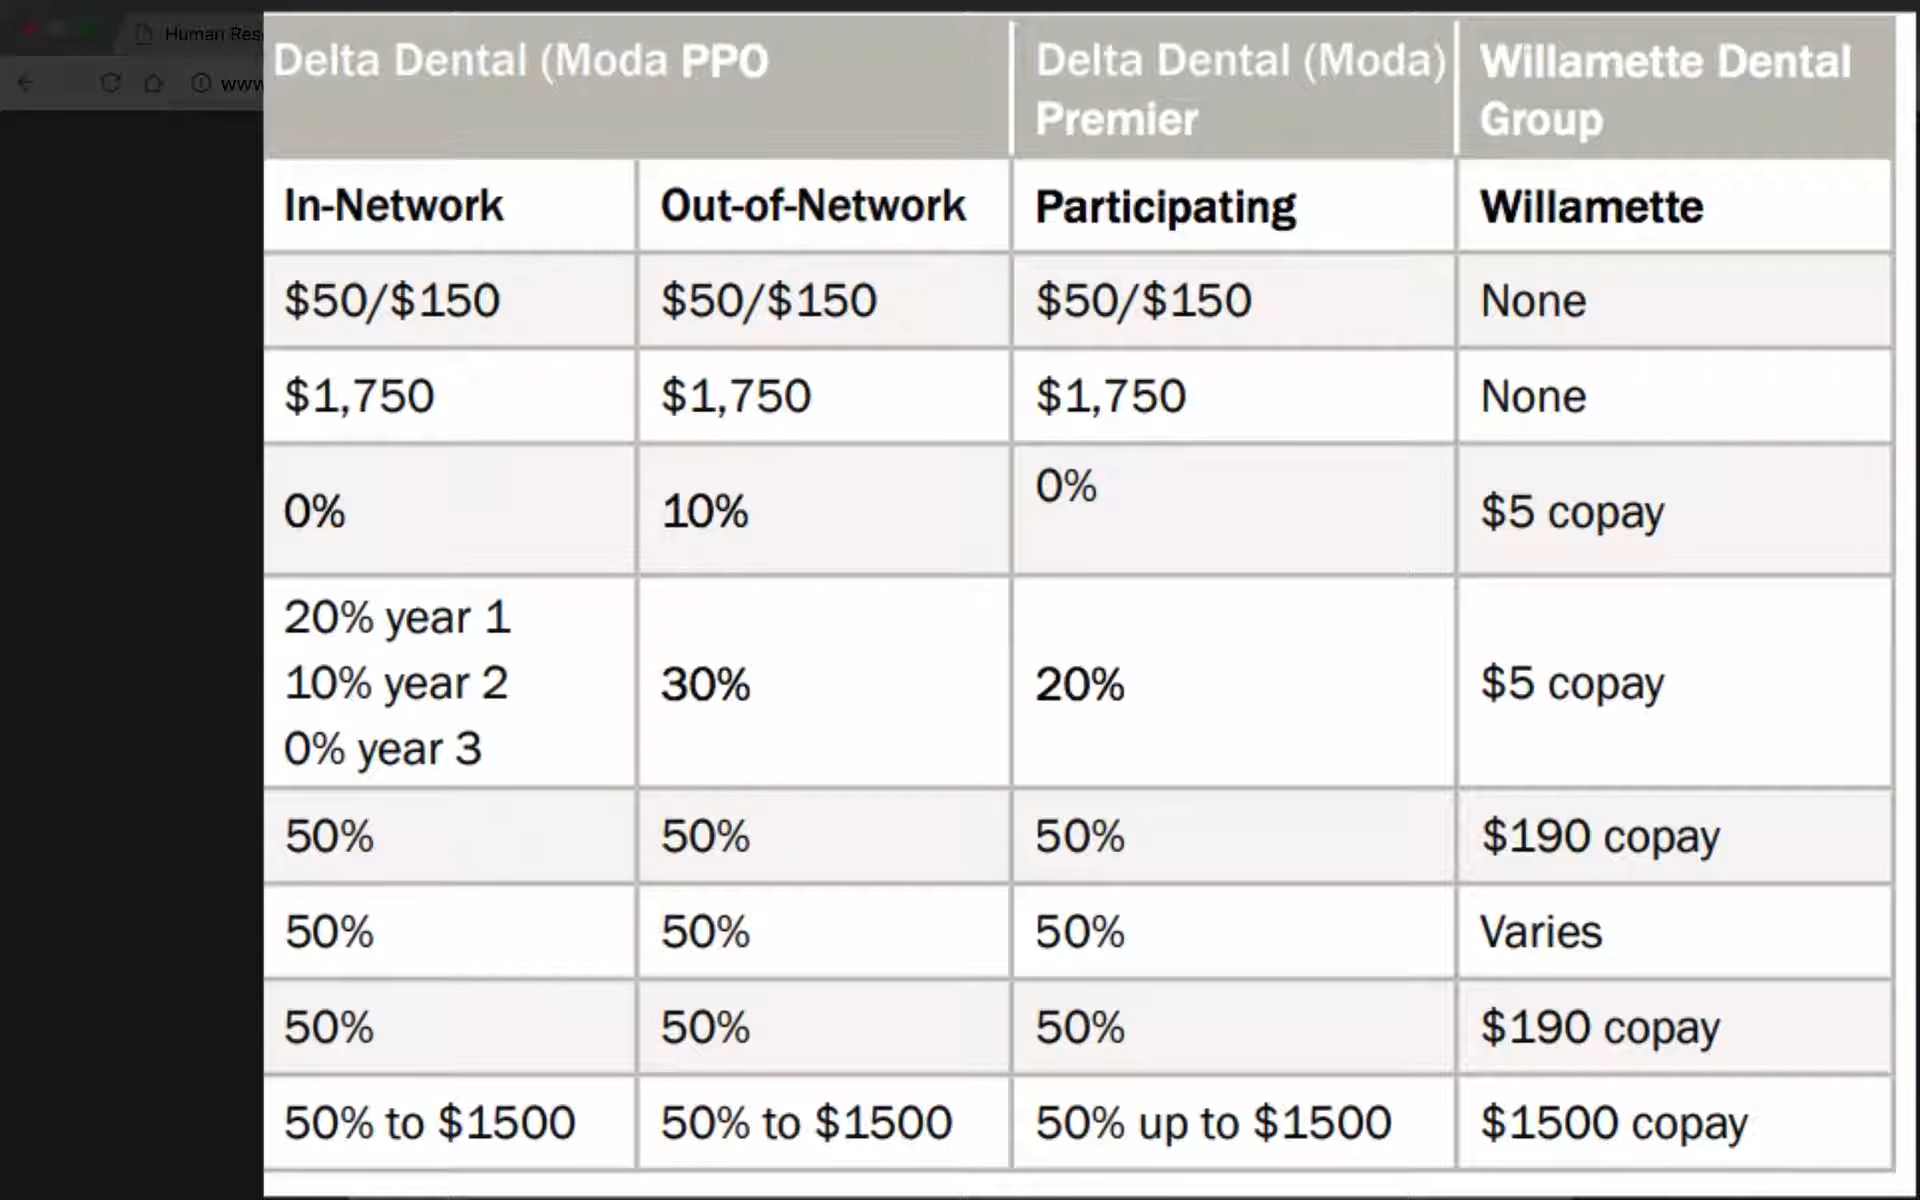 Human Res
www
Delta Dental (Moda PPO
Delta Dental (Moda)
Premier
Willamette Dental
Group
In-Network
Out-of-Network
Participating
Willamette
$50/$150
$50/$150
$50/$150
None
$1,750
$1,750
$1,750
None
0%
10%
0%
$5 copay
20% year 1
10% year 2
0% year 3
30%
20%
$5 copay
50%
50%
50%
$190 copay
50%
50%
50%
Varies
50%
50%
50%
$190 copay
50% to $1500
50% to $1500
50% up to $1500
$1500 copay